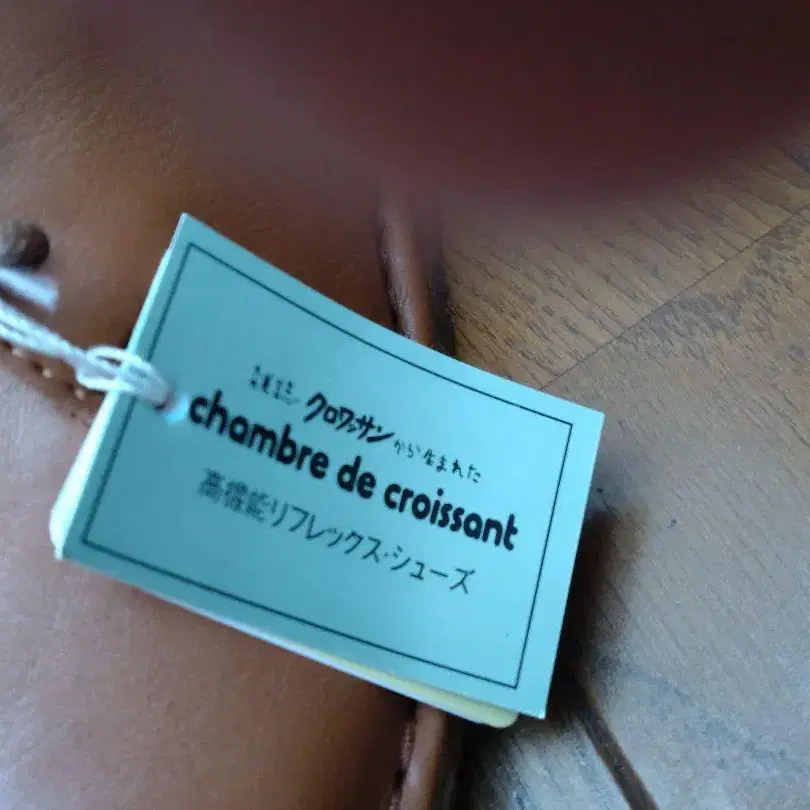 雑誌 クロワッサン から生まれた
chambre de croissant
高機能リフレックス・シューズ